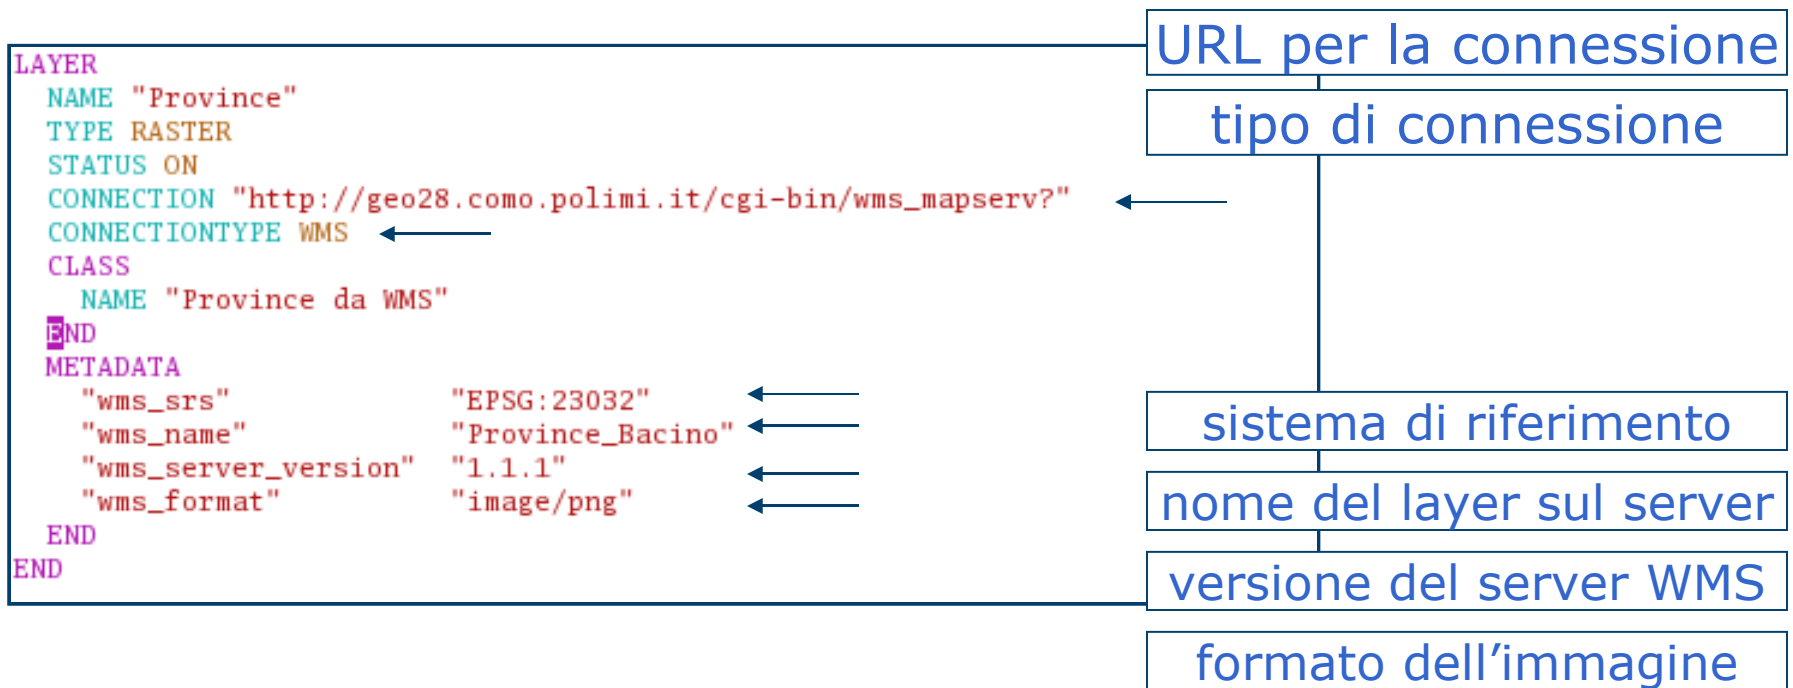 URL per la connessione
LAYER
NAME "Province"
tipo di connessione
TYPE RASTER
STATUS ON
CONNECTION "http://geo28.como.polimi.it/cgi-bin/wms_mapserv?"
CONNECTIONTYPE WMS
CLASS
NAME "Province da WMS"
END
METADATA
"wms_srs" "EPSG:23032"
sistema di riferimento
"wms_name" "Province_Bacino"
"wms_server_version" "1.1.1"
"wms_format" "image/png"
nome del layer sul server
END
END
versione del server WMS
formato dell’immagine